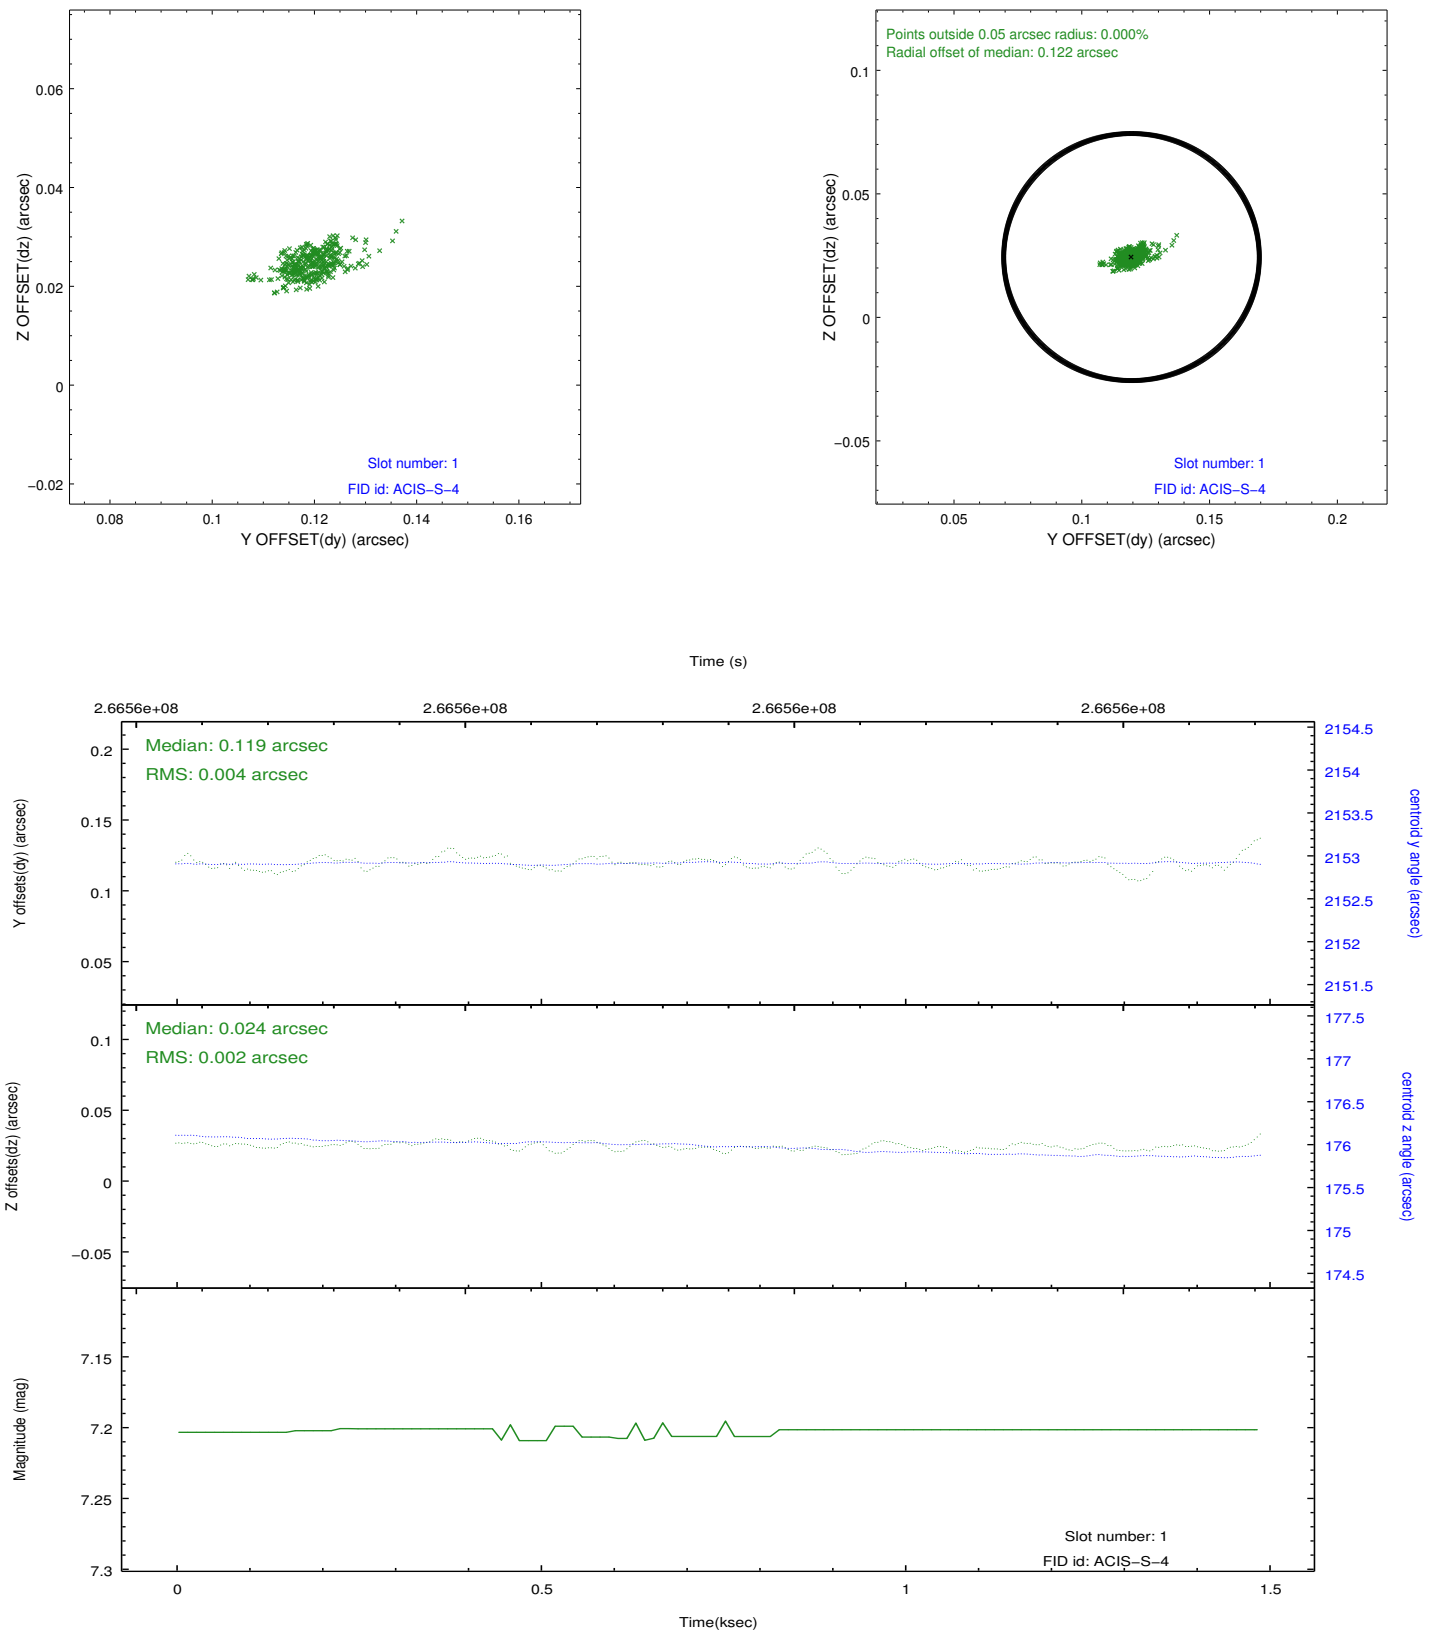 0.06
0.04
0.02
0
−0.02
Z OFFSET(dz) (arcsec)
Slot number: 1
FID id: ACIS−S−4
0.08 0.1 0.12 0.14 0.16
Y OFFSET(dy) (arcsec)
Points outside 0.05 arcsec radius: 0.000%
Radial offset of median: 0.122 arcsec
0.1
0.05
0
−0.05
Z OFFSET(dz) (arcsec)
Slot number: 1
FID id: ACIS−S−4
0.05 0.1 0.15 0.2
Y OFFSET(dy) (arcsec)
Time (s)
2.6656e+08 2.6656e+08 2.6656e+08 2.6656e+08
Median: 0.119 arcsec
RMS: 0.004 arcsec
0.2
0.15
0.1
0.05
Y offsets(dy) (arcsec)
2154.5
2154
2153.5
2153
2152.5
2152
2151.5
centroid y angle (arcsec)
Median: 0.024 arcsec
RMS: 0.002 arcsec
0.1
0.05
0
−0.05
Z offsets(dz) (arcsec)
177.5
177
176.5
176
175.5
175
174.5
centroid z angle (arcsec)
7.15
7.2
7.25
7.3
Magnitude (mag)
Slot number: 1
FID id: ACIS−S−4
0 0.5 1 1.5
Time(ksec)